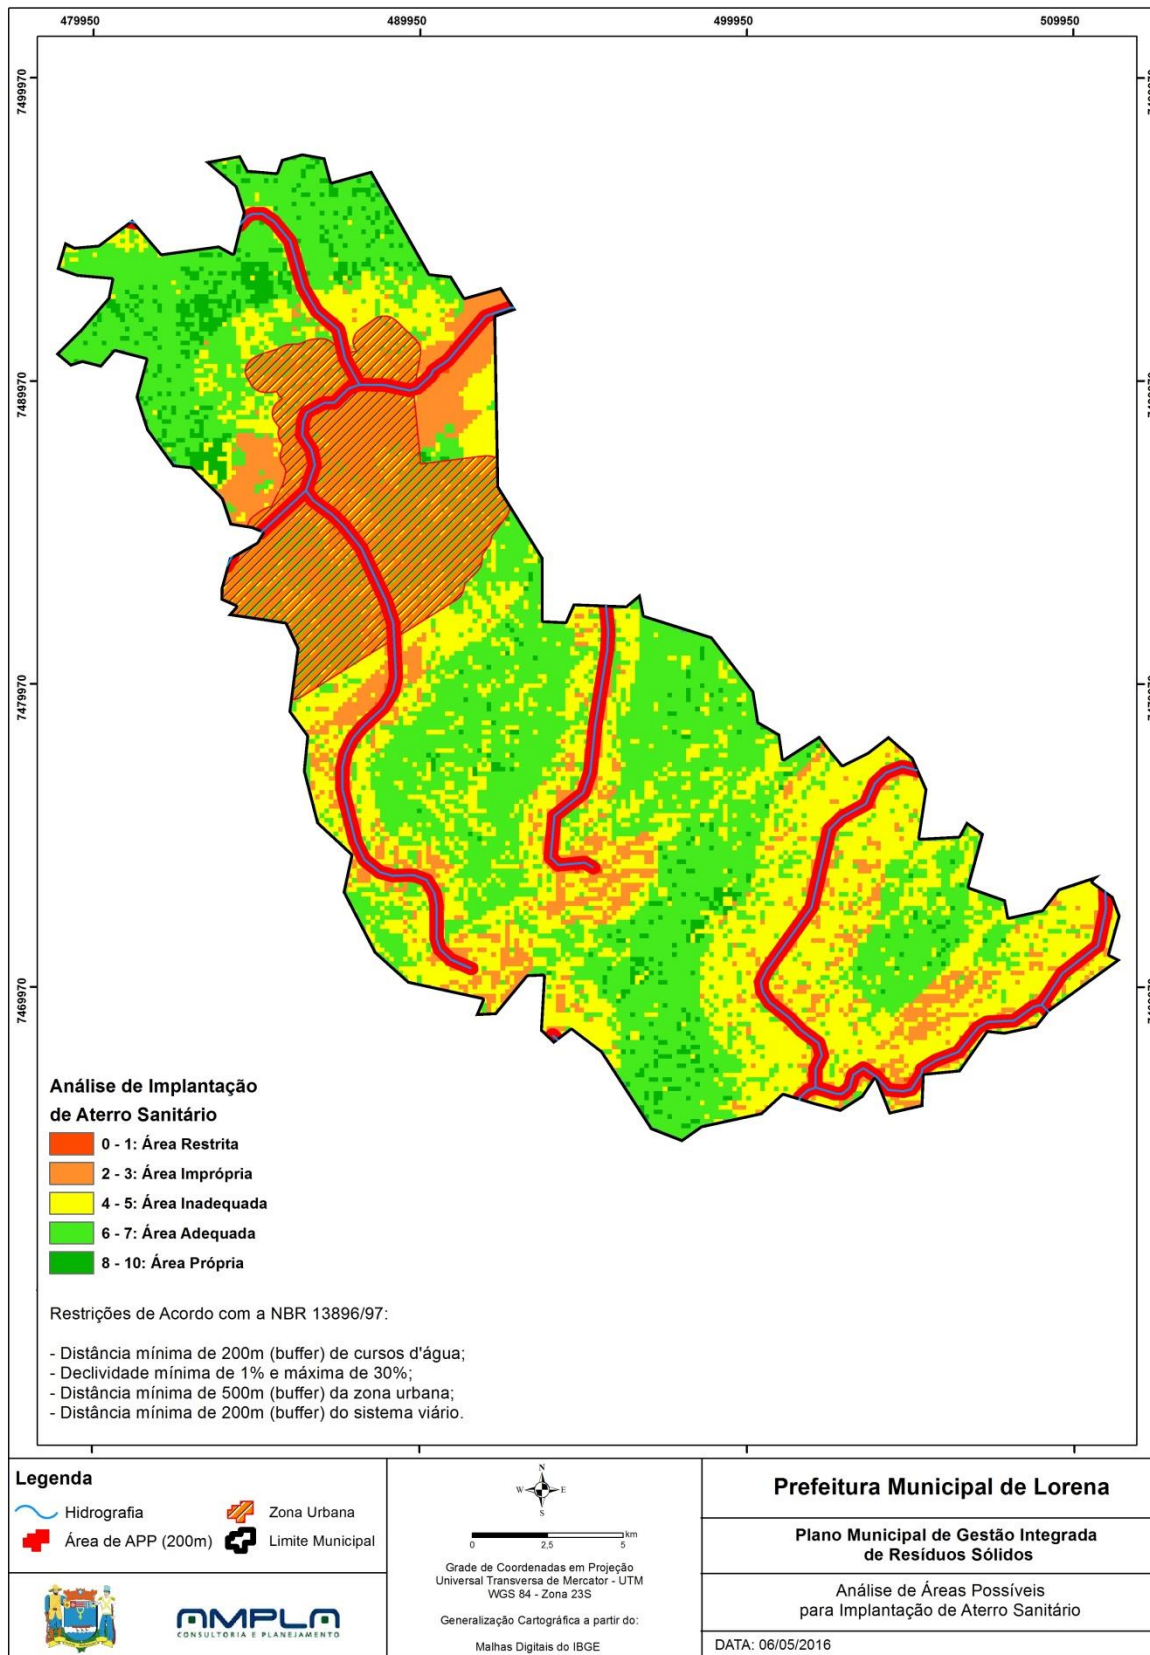 479950
489950
499950
509950
7499970
7499970
7489970
7489970
7479970
7479970
7469970
7469970
Análise de Implantação
de Aterro Sanitário
0 - 1: Área Restrita
2 - 3: Área Imprópria
4 - 5: Área Inadequada
6 - 7: Área Adequada
8 - 10: Área Própria
Restrições de Acordo com a NBR 13896/97:
- Distância mínima de 200m (buffer) de cursos d'água;
- Declividade mínima de 1% e máxima de 30%;
- Distância mínima de 500m (buffer) da zona urbana;
- Distância mínima de 200m (buffer) do sistema viário.
Legenda
Hidrografia
Zona Urbana
Área de APP (200m)
Limite Municipal
AMPLA
CONSULTORIA E PLANEJAMENTO
N
W E
S
km
0 2,5 5
Grade de Coordenadas em Projeção
Universal Transversa de Mercator - UTM
WGS 84 - Zona 23S
Generalização Cartográfica a partir do:
Malhas Digitais do IBGE
Prefeitura Municipal de Lorena
Plano Municipal de Gestão Integrada
de Resíduos Sólidos
Análise de Áreas Possíveis
para Implantação de Aterro Sanitário
DATA: 06/05/2016